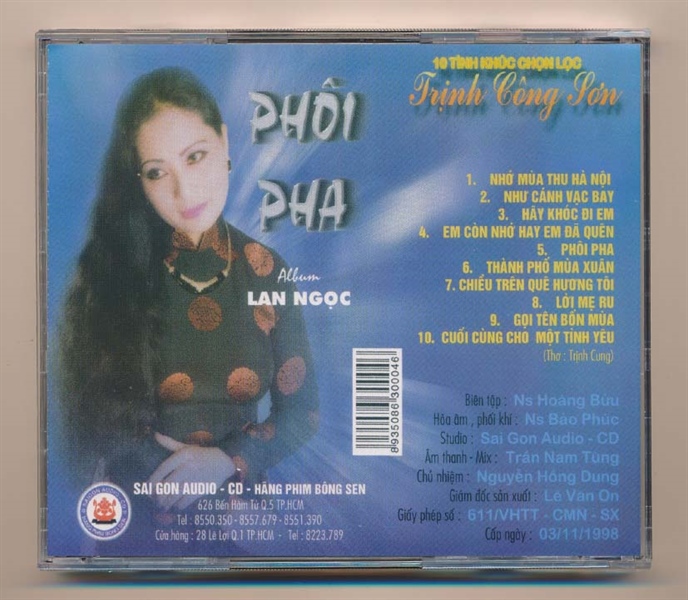 PHÔI
PHA
Album
LAN NGỌC
10 TÌNH KHÚC CHỌN LỌC
Trịnh Công Sơn
1. NHỚ MÙA THU HÀ NỘI
2. NHƯ CÁNH VẠC BAY
3. HÃY KHÓC ĐI EM
4. EM CÒN NHỚ HAY EM ĐÃ QUÊN
5. PHÔI PHA
6. THÀNH PHỐ MÙA XUÂN
7. CHIỀU TRÊN QUÊ HƯƠNG TÔI
8. LỜI MẸ RU
9. GỌI TÊN BỐN MÙA
10. CUỐI CÙNG CHO MỘT TÌNH YÊU
(Thơ : Trịnh Cung)
8935086300046
Biên tập : Ns Hoàng Bửu
Hòa âm , phối khí : Ns Bảo Phúc
Studio : Sai Gon Audio - CD
Âm thanh - Mix : Trần Nam Tùng
Chủ nhiệm : Nguyễn Hồng Dung
Giám đốc sản xuất : Lê Văn On
Giấy phép số : 611/VHTT - CMN - SX
Cấp ngày : 03/11/1998
SAI GON AUDIO - CD - HÃNG PHIM BÔNG SEN
626 Bến Hàm Tử Q.5 TP.HCM
Tel : 8550.350 - 8557.679 - 8551.390
Cửa hàng : 28 Lê Lợi Q.1 TP.HCM - Tel : 8223.789